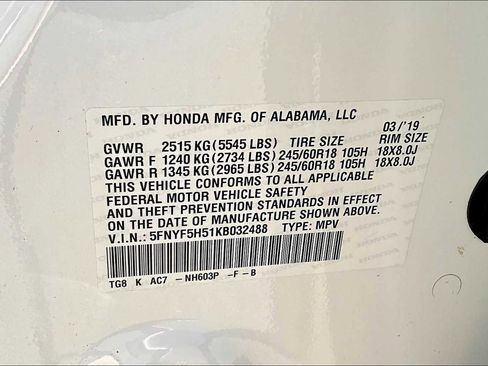 MFD. BY HONDA MFG. OF ALABAMA, LLC
03/'19
GVWR 2515 KG (5545 LBS) TIRE SIZE RIM SIZE
GAWR F 1240 KG (2734 LBS) 245/60R18 105H 18X8.0J
GAWR R 1345 KG (2965 LBS) 245/60R18 105H 18X8.0J
THIS VEHICLE CONFORMS TO ALL APPLICABLE
FEDERAL MOTOR VEHICLE SAFETY
AND THEFT PREVENTION STANDARDS IN EFFECT
ON THE DATE OF MANUFACTURE SHOWN ABOVE.
V.I.N.: 5FNYF5H51KB032488 TYPE: MPV
TG8 K AC7 -NH603P -F-B